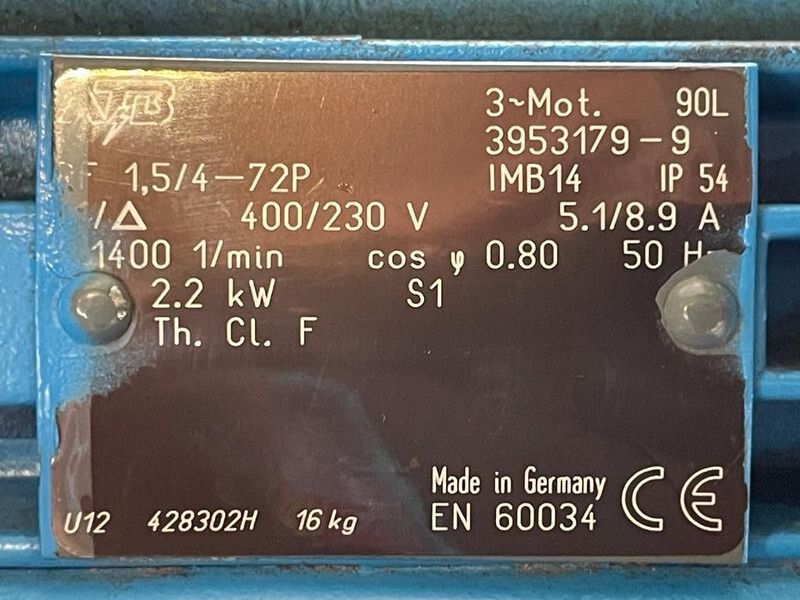 3~Mot. 90L
3953179-9
F 1,5/4-72P IMB14 IP 54
/△ 400/230 V 5.1/8.9 A
1400 1/min cos φ 0.80 50 H
2.2 kW S1
Th. Cl. F
Made in Germany
U12 428302H 16 kg EN 60034 CE